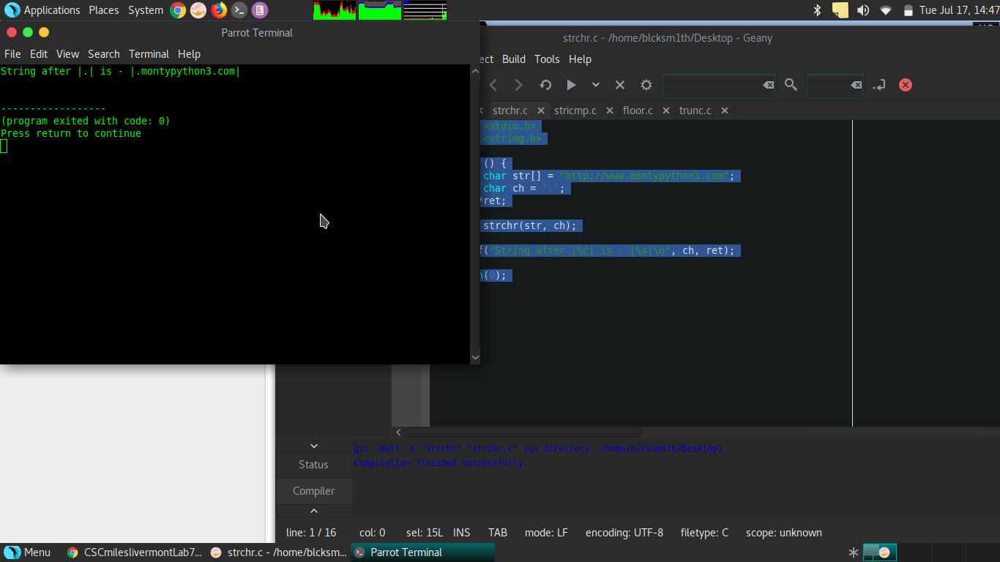 Applications Places System
Tue Jul 17, 14:47
Parrot Terminal
File Edit View Search Terminal Help
String after |.| is - |.montypython3.com|
------------------
(program exited with code: 0)
Press return to continue
strchr.c - /home/blcksm1th/Desktop - Geany
ect Build Tools Help
strchr.c stricmp.c floor.c trunc.c
<stdio.h>
<string.h>
() {
char str[] = "http://www.montypython3.com";
char ch = '.';
*ret;
strchr(str, ch);
f("String after |%c| is - |%s|\n", ch, ret);
n(0);
gcc -Wall -o "strchr" "strchr.c" (in directory: /home/blcksm1th/Desktop)
Compilation finished successfully.
Status
Compiler
line: 1 / 16 col: 0 sel: 15L INS TAB mode: LF encoding: UTF-8 filetype: C scope: unknown
Menu CSCmileslivermontLab7... strchr.c - /home/blcksm... Parrot Terminal